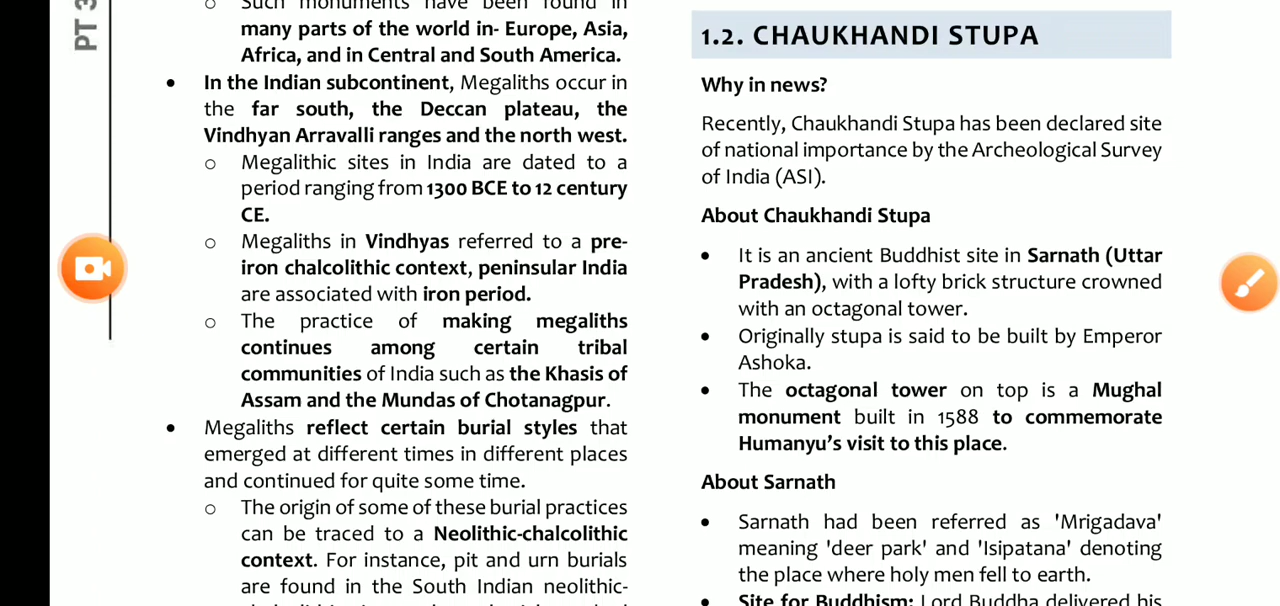 PT 3
○ Such monuments have been found in
many parts of the world in- Europe, Asia,
Africa, and in Central and South America.
• In the Indian subcontinent, Megaliths occur in
the far south, the Deccan plateau, the
Vindhyan Arravalli ranges and the north west.
○ Megalithic sites in India are dated to a
period ranging from 1300 BCE to 12 century
CE.
○ Megaliths in Vindhyas referred to a pre-
iron chalcolithic context, peninsular India
are associated with iron period.
○ The practice of making megaliths
continues among certain tribal
communities of India such as the Khasis of
Assam and the Mundas of Chotanagpur.
• Megaliths reflect certain burial styles that
emerged at different times in different places
and continued for quite some time.
○ The origin of some of these burial practices
can be traced to a Neolithic-chalcolithic
context. For instance, pit and urn burials
are found in the South Indian neolithic-
1.2. CHAUKHANDI STUPA
Why in news?
Recently, Chaukhandi Stupa has been declared site
of national importance by the Archeological Survey
of India (ASI).
About Chaukhandi Stupa
• It is an ancient Buddhist site in Sarnath (Uttar
Pradesh), with a lofty brick structure crowned
with an octagonal tower.
• Originally stupa is said to be built by Emperor
Ashoka.
• The octagonal tower on top is a Mughal
monument built in 1588 to commemorate
Humanyu's visit to this place.
About Sarnath
• Sarnath had been referred as 'Mrigadava'
meaning 'deer park' and 'Isipatana' denoting
the place where holy men fell to earth.
• Site for Buddhism: Lord Buddha delivered his